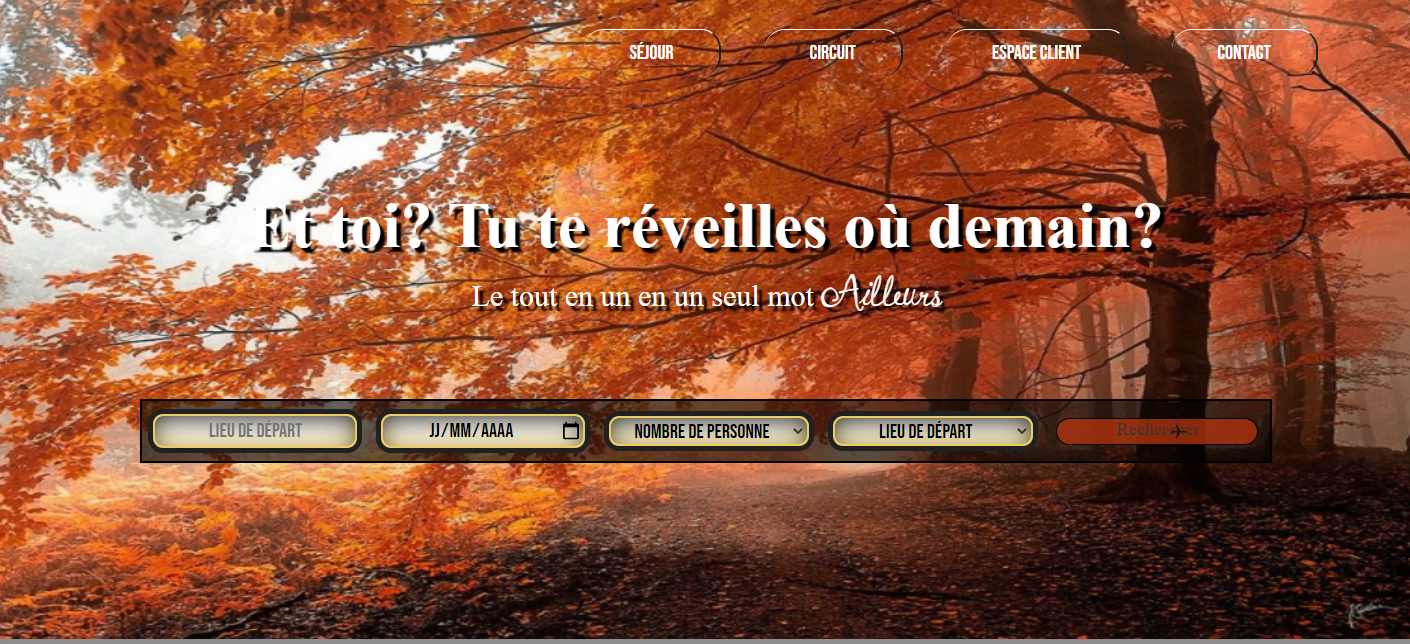 SÉJOUR CIRCUIT ESPACE CLIENT CONTACT
Et toi? Tu te réveilles où demain?
Le tout en un en un seul mot Ailleurs
LIEU DE DÉPART JJ/MM/AAAA NOMBRE DE PERSONNE LIEU DE DÉPART Rechercher